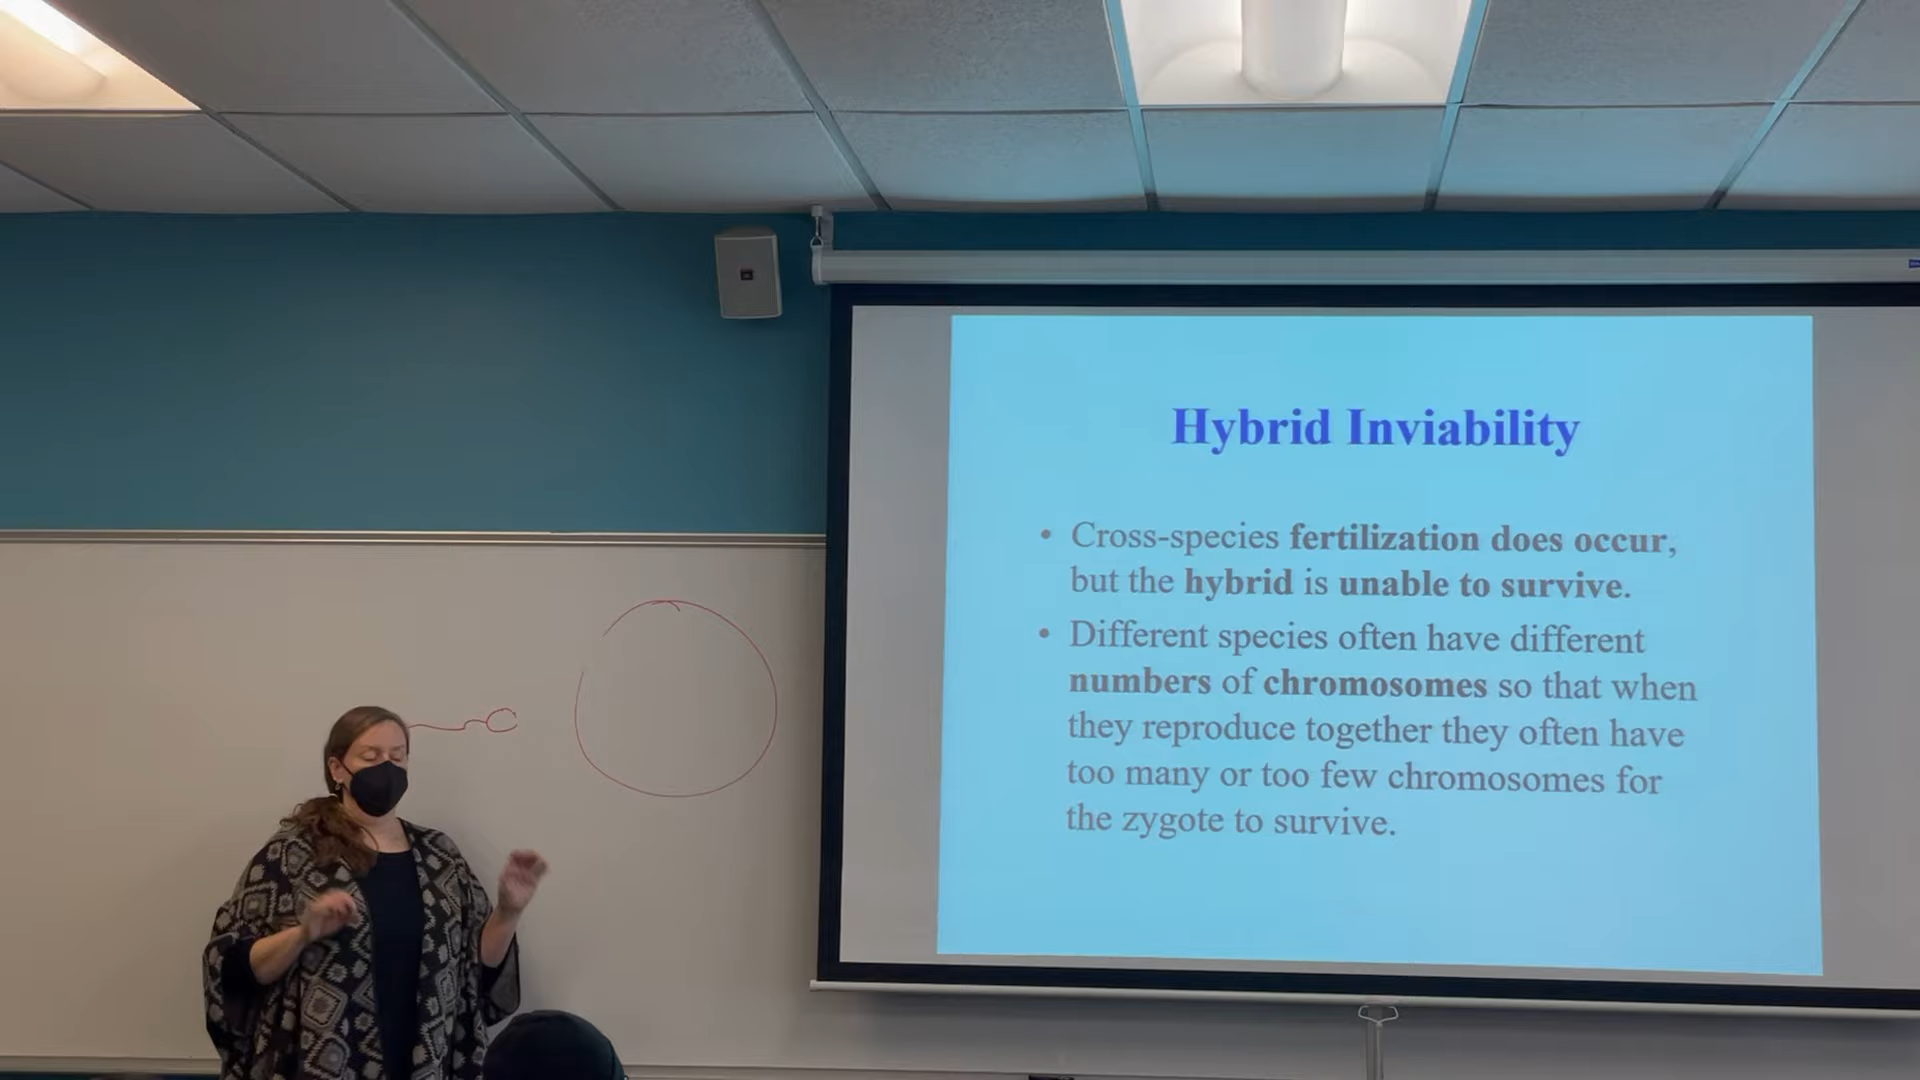 Hybrid Inviability
• Cross-species fertilization does occur,
but the hybrid is unable to survive.
• Different species often have different
numbers of chromosomes so that when
they reproduce together they often have
too many or too few chromosomes for
the zygote to survive.